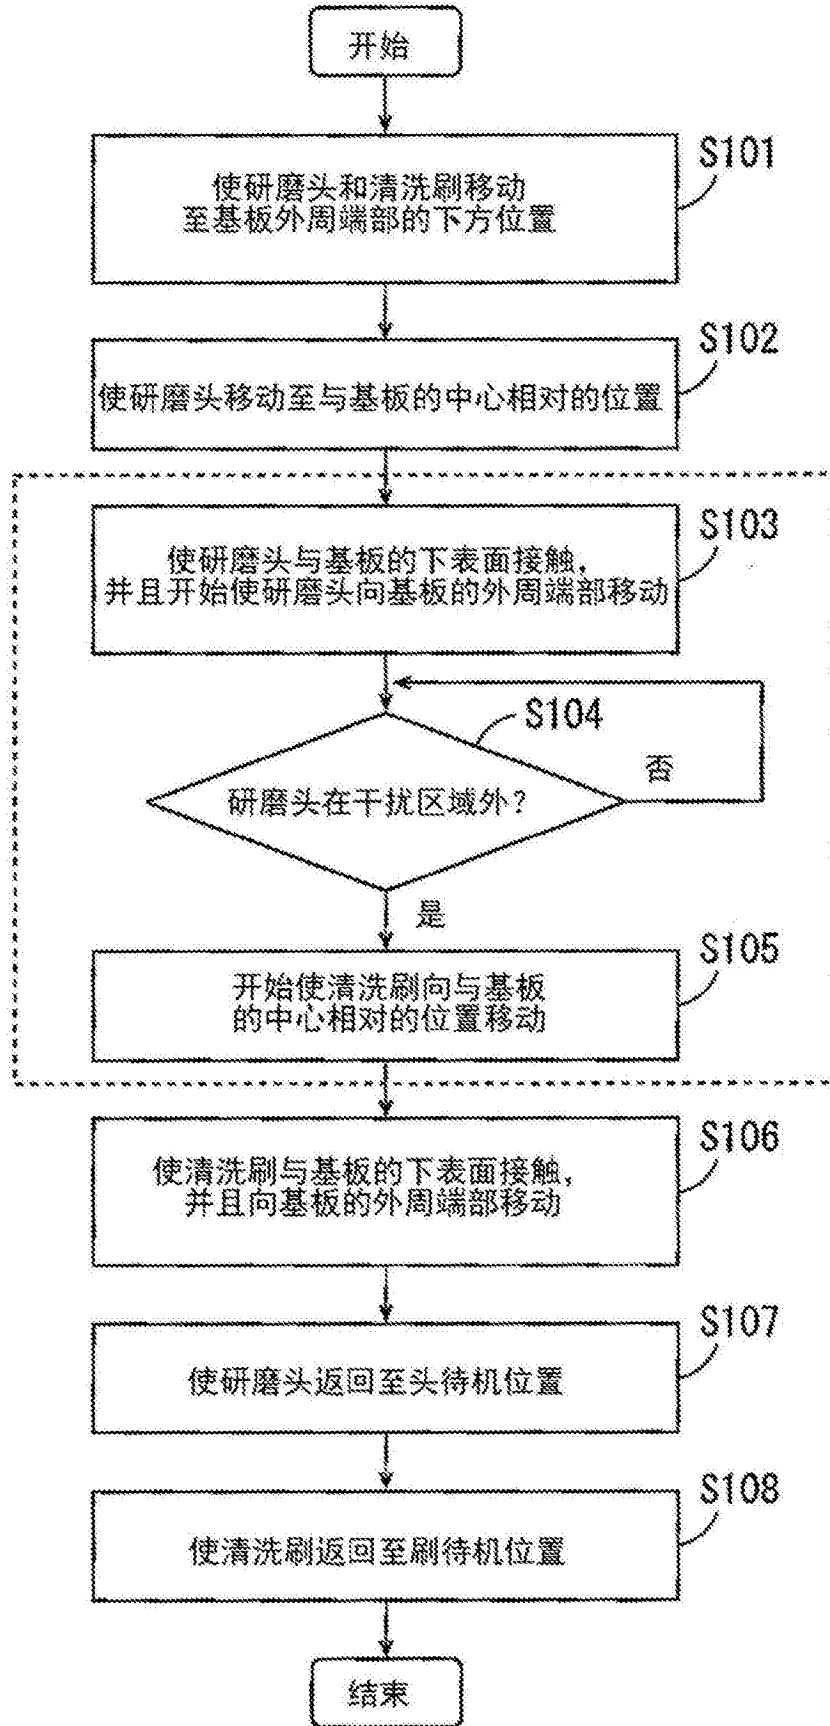 开始
S101
使研磨头和清洗刷移动
至基板外周端部的下方位置
S102
使研磨头移动至与基板的中心相对的位置
S103
使研磨头与基板的下表面接触，
并且开始使研磨头向基板的外周端部移动
S104
否
研磨头在干扰区域外？
是
S105
开始使清洗刷向与基板
的中心相对的位置移动
S106
使清洗刷与基板的下表面接触，
并且向基板的外周端部移动
S107
使研磨头返回至头待机位置
S108
使清洗刷返回至刷待机位置
结束